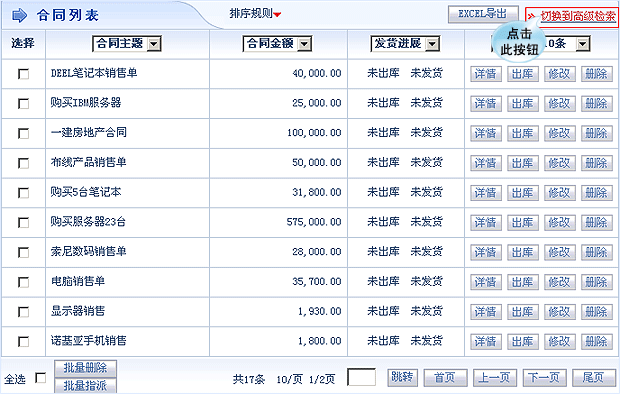 合同列表 排序规则 EXCEL导出 切换到高级检索
点击
此按钮
选择 合同主题 合同金额 发货进展 0条
DEEL笔记本销售单 40,000.00 未出库 未发货 详情 出库 修改 删除
购买IBM服务器 25,000.00 未出库 未发货 详情 出库 修改 删除
一建房地产合同 100,000.00 未出库 未发货 详情 出库 修改 删除
布线产品销售单 50,000.00 未出库 未发货 详情 出库 修改 删除
购买5台笔记本 31,800.00 未出库 未发货 详情 出库 修改 删除
购买服务器23台 575,000.00 未出库 未发货 详情 出库 修改 删除
索尼数码销售单 28,000.00 未出库 未发货 详情 出库 修改 删除
电脑销售单 35,700.00 未出库 未发货 详情 出库 修改 删除
显示器销售 1,930.00 未出库 未发货 详情 出库 修改 删除
诺基亚手机销售 1,800.00 未出库 未发货 详情 出库 修改 删除
全选 批量删除
批量指派
共17条 10/页 1/2页 跳转 首页 上一页 下一页 尾页